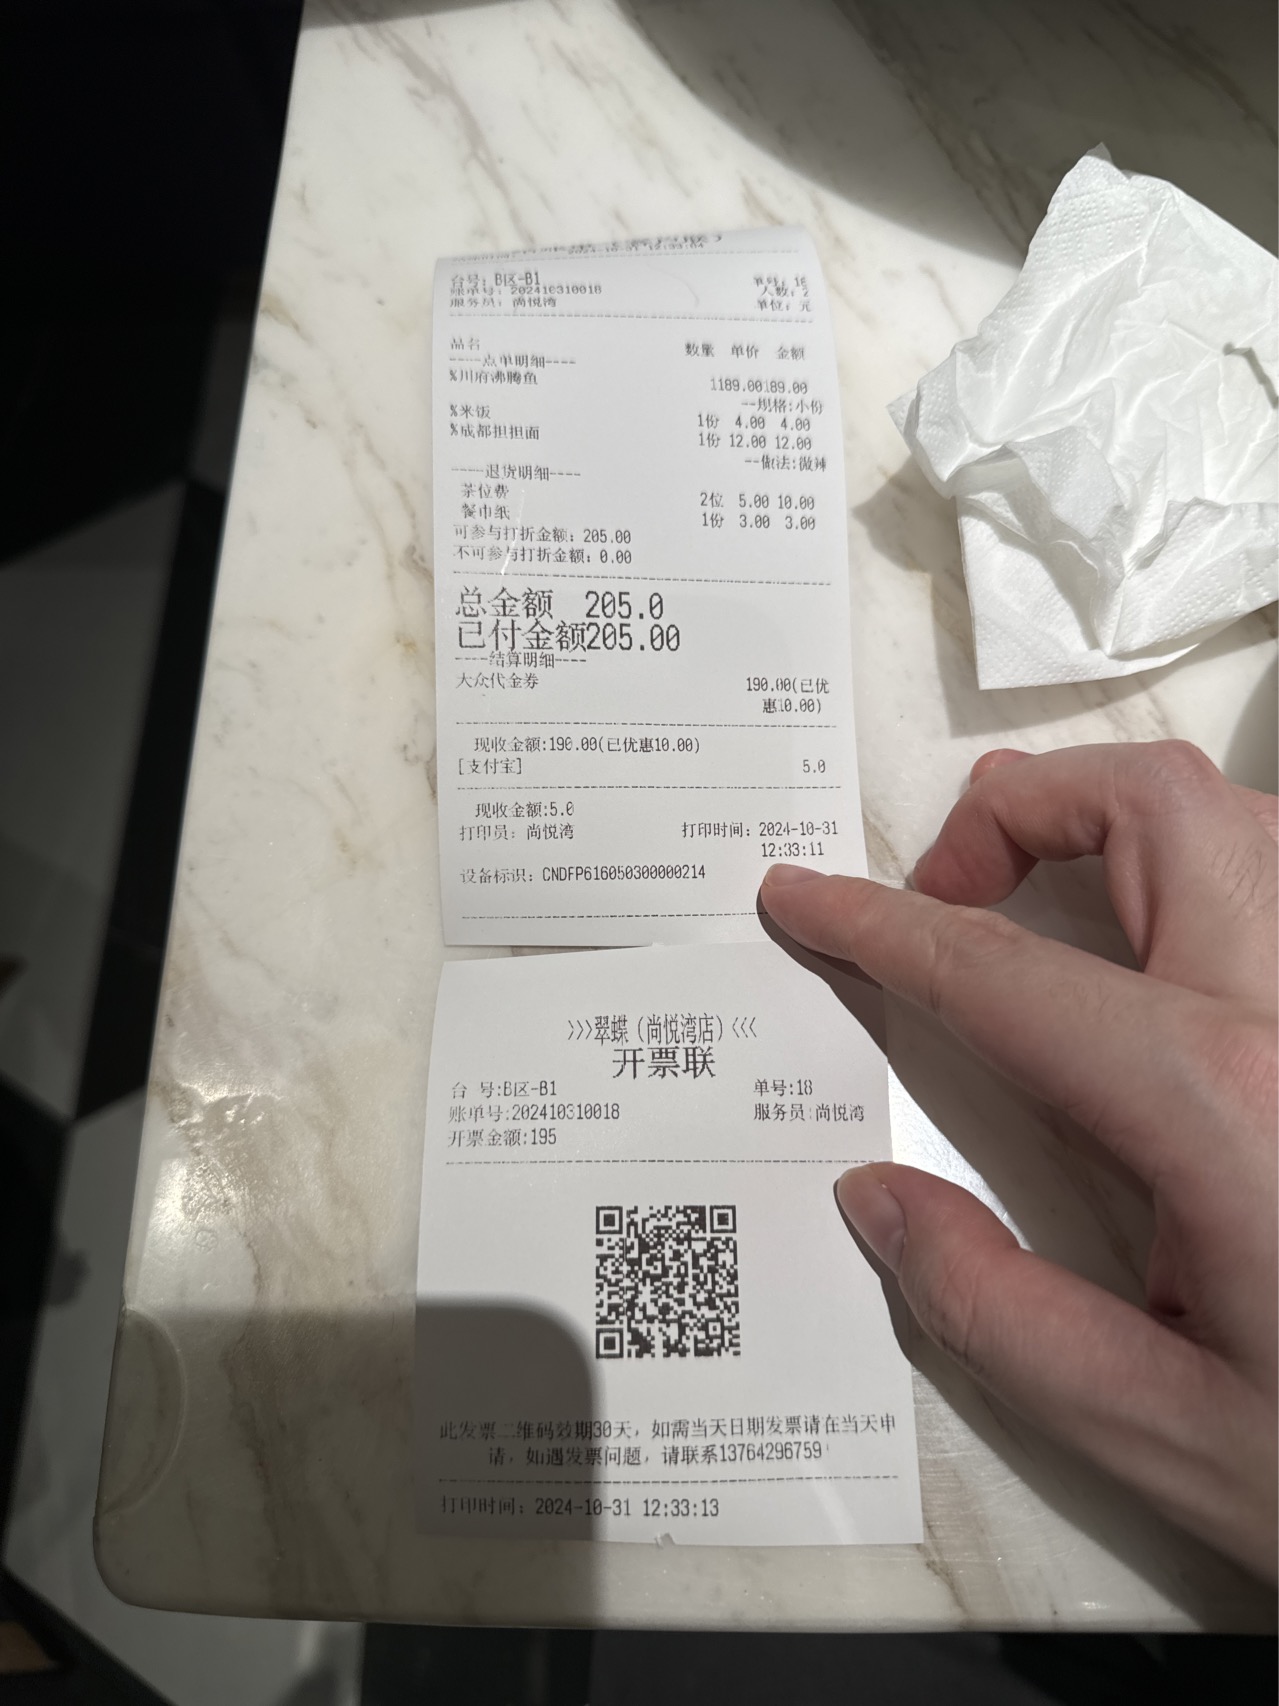 2024-10-31 12:33:04
台号: B区-B1
账单号: 202410310018 人数: 2
服务员: 尚悦湾 单位: 元
品名 数量 单价 金额
----点单明细----
%川府沸腾鱼
1189.00189.00
--规格:小份
%米饭 1份 4.00 4.00
%成都担担面 1份 12.00 12.00
--做法:微辣
----退货明细----
茶位费 2位 5.00 10.00
餐巾纸 1份 3.00 3.00
可参与打折金额: 205.00
不可参与打折金额: 0.00
总金额 205.0
已付金额205.00
----结算明细----
大众代金券 190.00(已优
惠10.00)
现收金额:190.00(已优惠10.00)
[支付宝] 5.0
现收金额:5.0
打印员: 尚悦湾 打印时间: 2024-10-31
12:33:11
设备标识: CNDFP616050300000214
>>>翠蝶(尚悦湾店)<<<
开票联
台 号:B区-B1 单号:18
账单号:202410310018 服务员:尚悦湾
开票金额:195
此发票二维码效期30天,如需当天日期发票请在当天申
请,如遇发票问题,请联系13764296759
打印时间: 2024-10-31 12:33:13